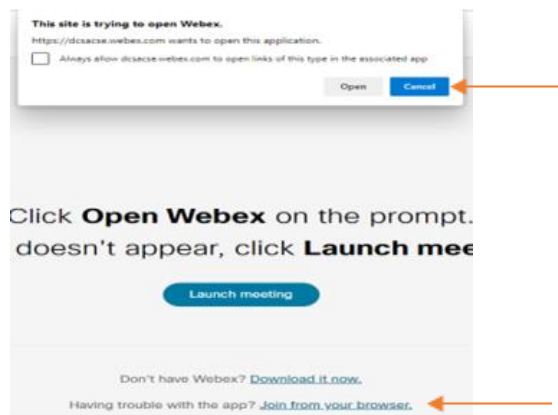 This site is trying to open Webex.
https://dcsacse.webex.com wants to open this application.
Always allow dcsacse.webex.com to open links of this type in the associated app
Open Cancel
Click Open Webex on the prompt.
doesn't appear, click Launch mee
Launch meeting
Don't have Webex? Download it now.
Having trouble with the app? Join from your browser.